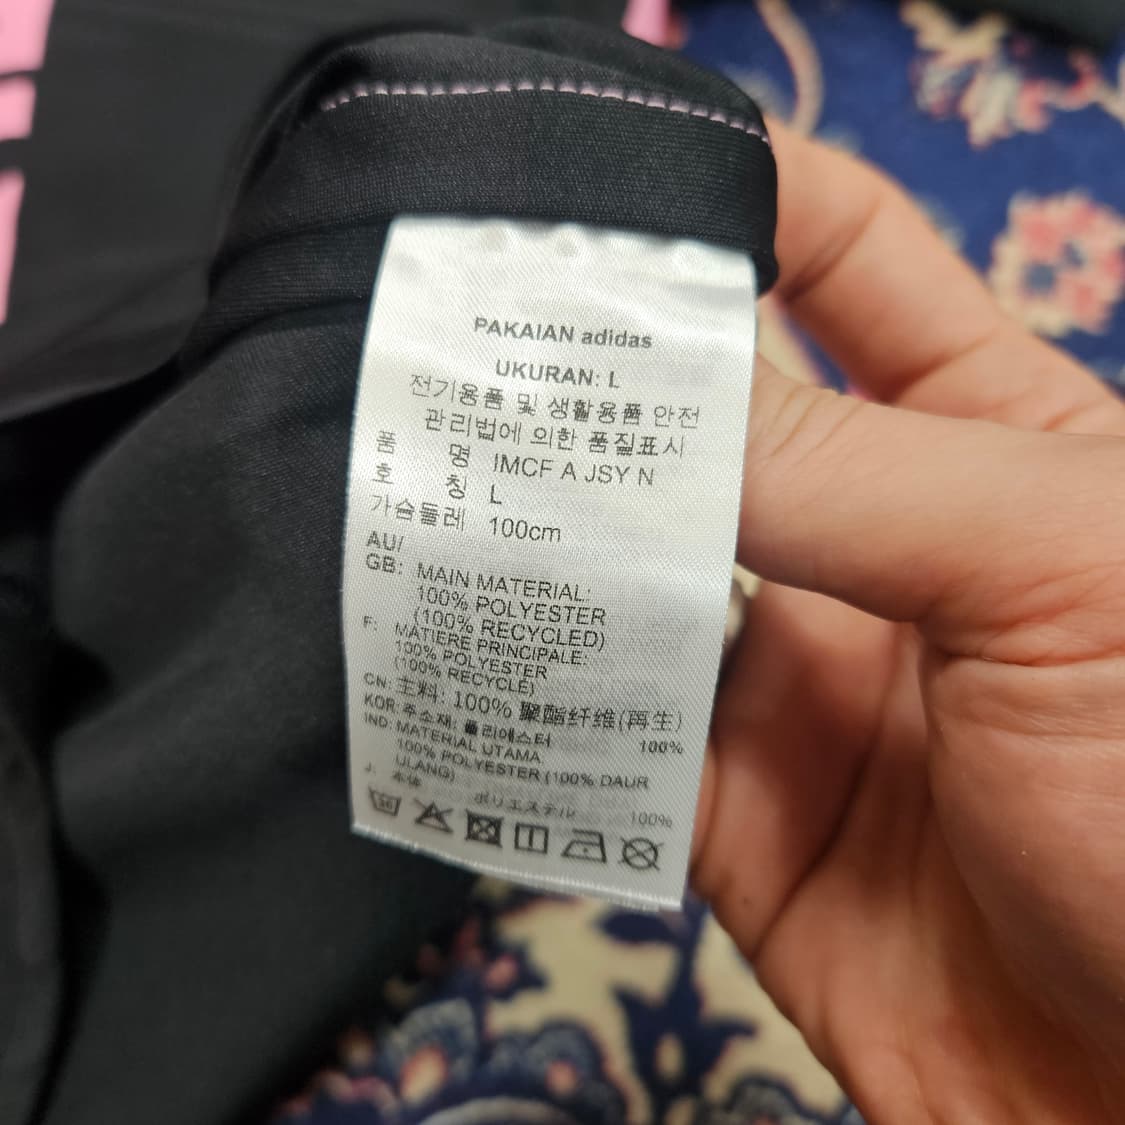 PAKAIAN adidas
UKURAN: L
전기용품 및 생활용품 안전
관리법에 의한 품질표시
품 명 IMCF A JSY N
호 칭 L
가슴둘레 100cm
AU/
GB: MAIN MATERIAL:
100% POLYESTER
(100% RECYCLED)
F: MATIERE PRINCIPALE:
100% POLYESTER
(100% RECYCLÉ)
CN: 主料: 100% 聚酯纤维(再生)
KOR: 주소재: 폴리에스터 100%
IND: MATERIAL UTAMA:
100% POLYESTER (100% DAUR
ULANG)
J: 本体
ポリエステル 100%
30